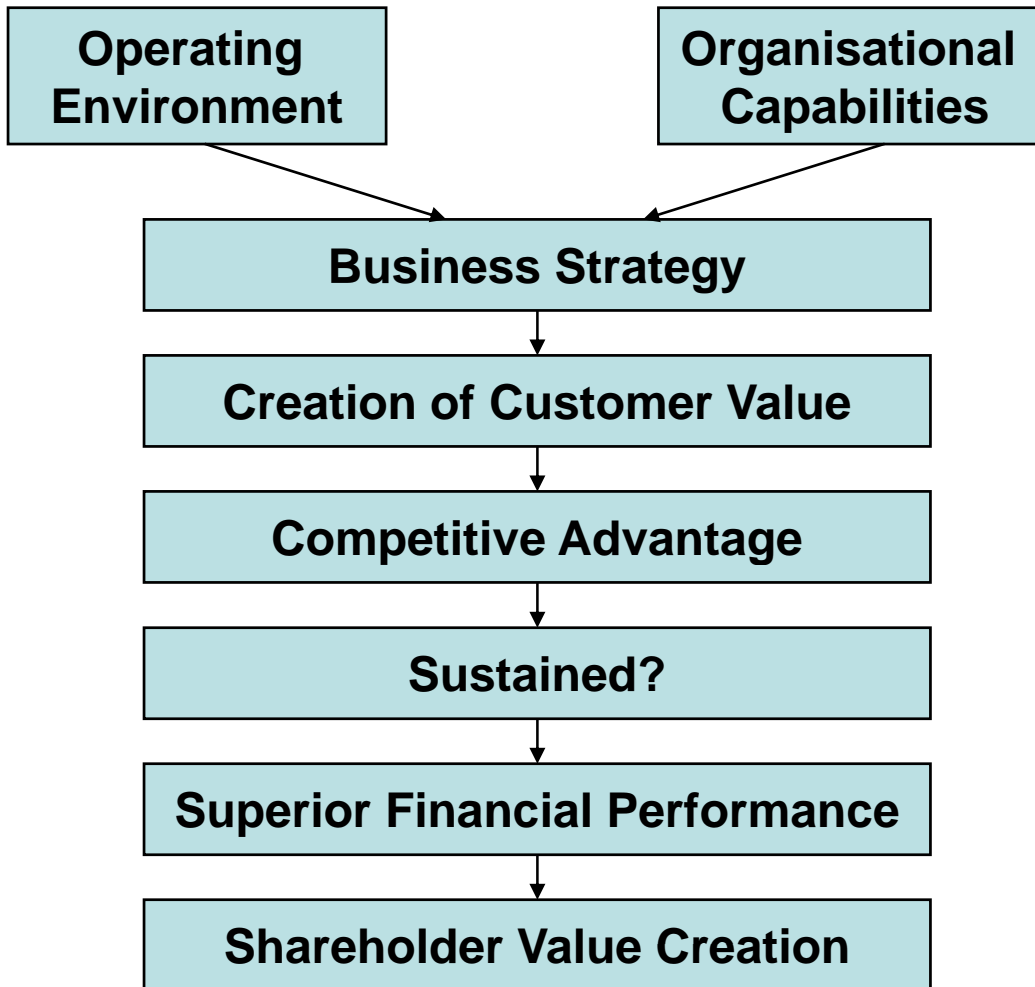 Operating
Environment
Organisational
Capabilities
Business Strategy
Creation of Customer Value
Competitive Advantage
Sustained?
Superior Financial Performance
Shareholder Value Creation